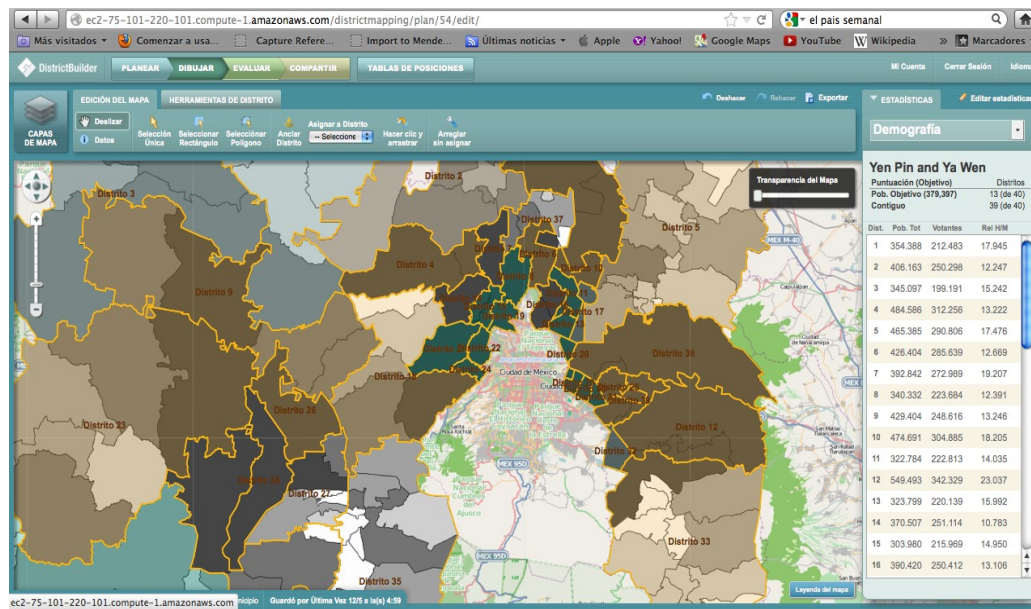 ec2-75-101-220-101.compute-1.amazonaws.com/districtmapping/plan/54/edit/
el pais semanal
Más visitados
Comenzar a usa...
Capture Refere...
Import to Mende...
Últimas noticias
Apple
Yahoo!
Google Maps
YouTube
Wikipedia
»
Marcadores
DistrictBuilder
PLANEAR
DIBUJAR
EVALUAR
COMPARTIR
TABLAS DE POSICIONES
Mi Cuenta
Cerrar Sesión
Idioma
CAPAS
DE MAPA
EDICIÓN DEL MAPA
HERRAMIENTAS DE DISTRITO
Deshacer
Rehacer
Exportar
Deslizar
Datos
Selección
Única
Seleccionar
Rectángulo
Seleccionar
Polígono
Anclar
Distrito
Asignar a Distrito
-- Seleccione
Hacer clic y
arrastrar
Arreglar
sin asignar
ESTADÍSTICAS
Editar estadísticas
Demografía
Yen Pin and Ya Wen
Puntuación (Objetivo) Distritos
Pob. Objetivo (379,397) 13 (de 40)
Contiguo 39 (de 40)
Dist. Pob. Tot Votantes Rel H/M
1 354.388 212.483 17.945
2 406.163 250.298 12.247
3 345.097 199.191 15.242
4 484.586 312.256 13.222
5 465.385 290.806 17.476
6 426.404 285.639 12.669
7 392.842 272.989 19.207
8 340.332 223.684 12.391
9 429.404 248.616 13.246
10 474.691 304.885 18.205
11 322.784 222.813 14.035
12 549.493 342.329 23.037
13 323.799 220.139 15.992
14 370.507 251.114 10.783
15 303.980 215.969 14.950
16 390.420 250.412 13.106
Transparencia del Mapa
Distrito 2
Distrito 3
Distrito 37
Distrito 5
MEX M-40
Distrito 4
Distrito 10
Distrito 9
Distrito 17
Distrito 20
Distrito 38
Ciudad de México
Distrito 12
Distrito 23
MEX 95D
Distrito 27
Distrito 33
MEX 95D
Distrito 35
Leyenda del mapa
ec2-75-101-220-101.compute-1.amazonaws.com
Guardó por Última Vez 12/5 a la(s) 4:59